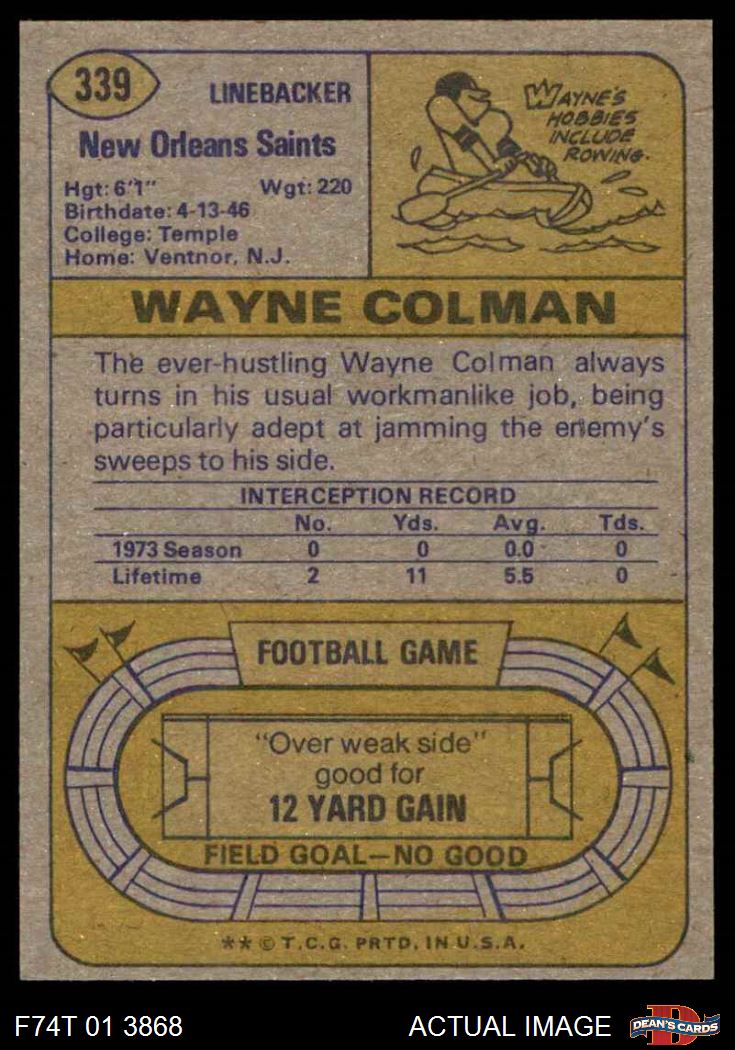 339
LINEBACKER
New Orleans Saints
Hgt: 6'1" Wgt: 220
Birthdate: 4-13-46
College: Temple
Home: Ventnor, N.J.
WAYNE'S
HOBBIES
INCLUDE
ROWING.
WAYNE COLMAN
The ever-hustling Wayne Colman always
turns in his usual workmanlike job, being
particularly adept at jamming the enemy's
sweeps to his side.
INTERCEPTION RECORD
No. Yds. Avg. Tds.
1973 Season 0 0 0.0 0
Lifetime 2 11 5.5 0
FOOTBALL GAME
"Over weak side"
good for
12 YARD GAIN
FIELD GOAL—NO GOOD
** © T.C.G. PRTD. IN U.S.A.
F74T 01 3868 ACTUAL IMAGE
D
DEAN'S CARDS